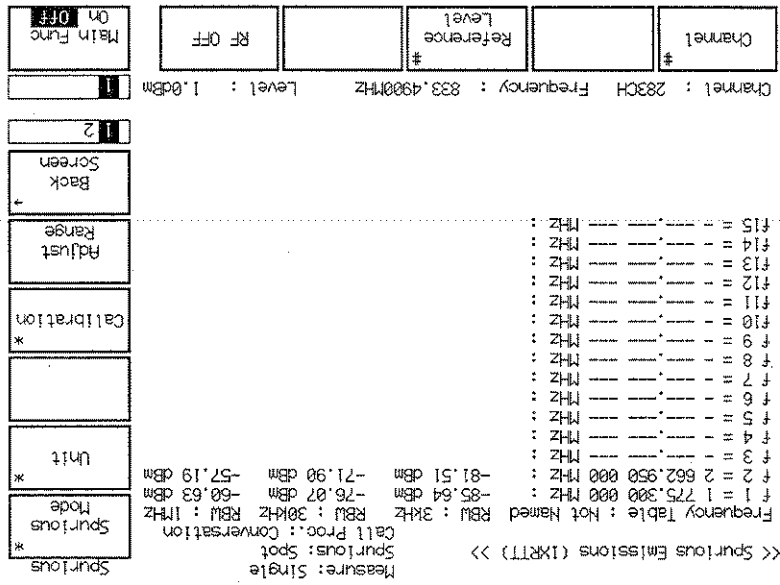 << Spurious Emissions (1XRTT) >>
Measure: Single
Spurious: Spot
Call Proc.: Conversation
Frequency Table : Not Named RBW : 3kHz RBW : 30kHz RBW : 1MHz
f 1 = 1 775.300 000 MHz : -85.64 dBm -76.07 dBm -60.63 dBm
f 2 = 2 662.950 000 MHz : -81.51 dBm -71.90 dBm -57.19 dBm
f 3 = - ---.--- --- MHz :
f 4 = - ---.--- --- MHz :
f 5 = - ---.--- --- MHz :
f 6 = - ---.--- --- MHz :
f 7 = - ---.--- --- MHz :
f 8 = - ---.--- --- MHz :
f 9 = - ---.--- --- MHz :
f10 = - ---.--- --- MHz :
f11 = - ---.--- --- MHz :
f12 = - ---.--- --- MHz :
f13 = - ---.--- --- MHz :
f14 = - ---.--- --- MHz :
f15 = - ---.--- --- MHz :
Channel : 283CH Frequency : 833.4900MHz Level : 1.0dBm
#
Channel
#
Reference
Level
RF OFF
Spurious
*
Spurious
Mode
*
Unit
*
Calibration
Adjust
Range
→
Back
Screen
1 2
1
Main Func
On Off